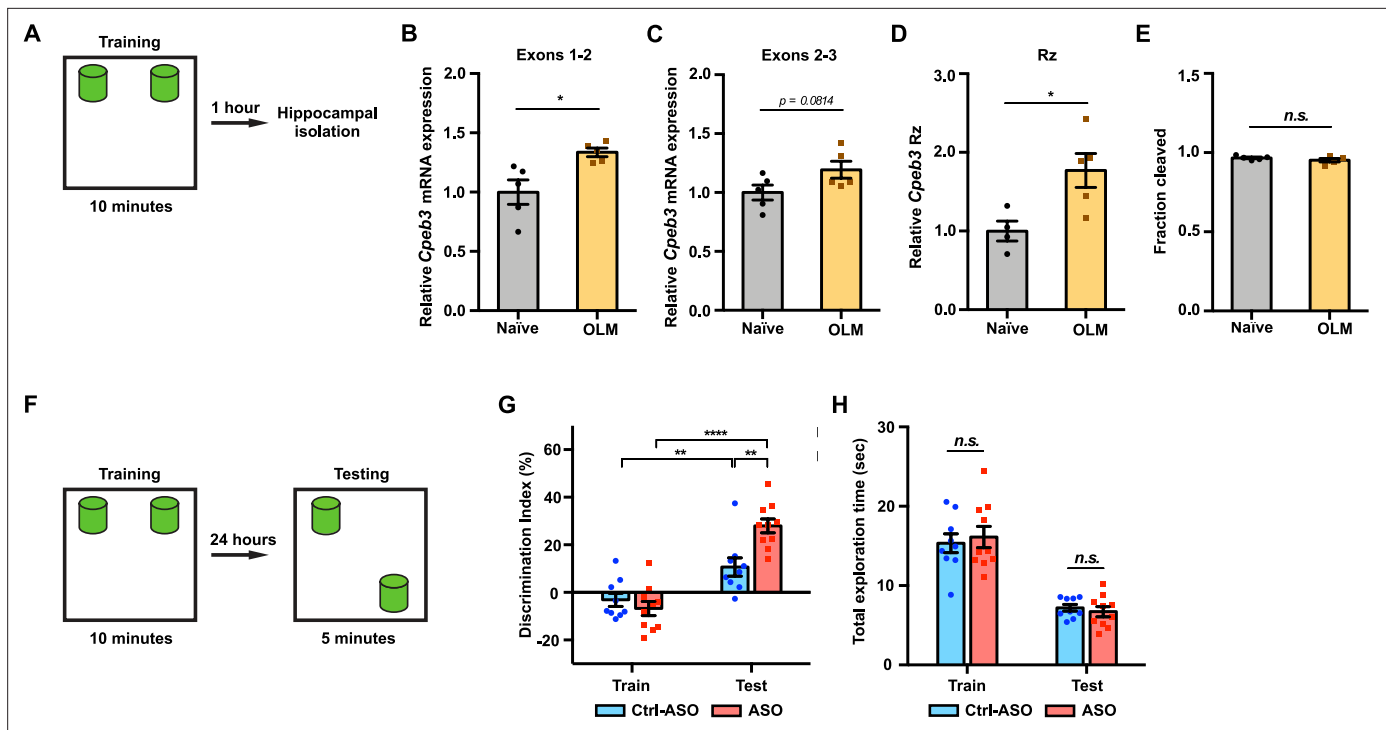 A
Training
1 hour
Hippocampal
isolation
10 minutes
B
Exons 1-2
Relative Cpeb3 mRNA expression
2.0
1.5
1.0
0.5
0.0
*
Naïve
OLM
C
Exons 2-3
Relative Cpeb3 mRNA expression
2.0
1.5
1.0
0.5
0.0
p = 0.0814
Naïve
OLM
D
Rz
Relative Cpeb3 Rz
3.0
2.0
1.0
0.0
*
Naïve
OLM
E
Fraction cleaved
1.5
1.0
0.5
0.0
n.s.
Naïve
OLM
F
Training
Testing
24 hours
10 minutes
5 minutes
G
Discrimination Index (%)
60
40
20
0
-20
****
**
**
Train
Test
Ctrl-ASO
ASO
H
Total exploration time (sec)
30
20
10
0
n.s.
n.s.
Train
Test
Ctrl-ASO
ASO